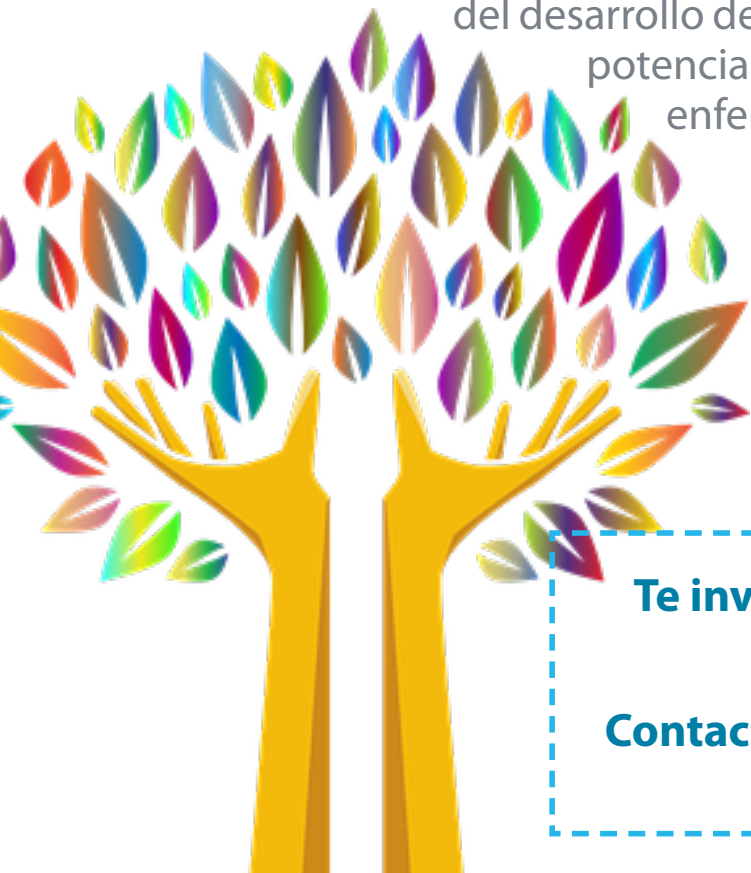 del desarrollo de
potencia
enfe
Te inv
Contac